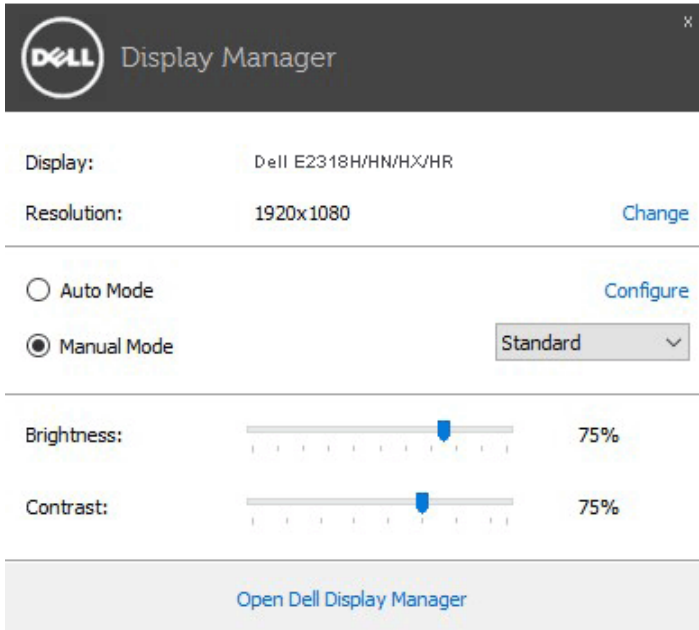 DELL Display Manager
x
Display: Dell E2318H/HN/HX/HR
Resolution: 1920x1080 Change
Auto Mode Configure
Manual Mode Standard
Brightness: 75%
Contrast: 75%
Open Dell Display Manager